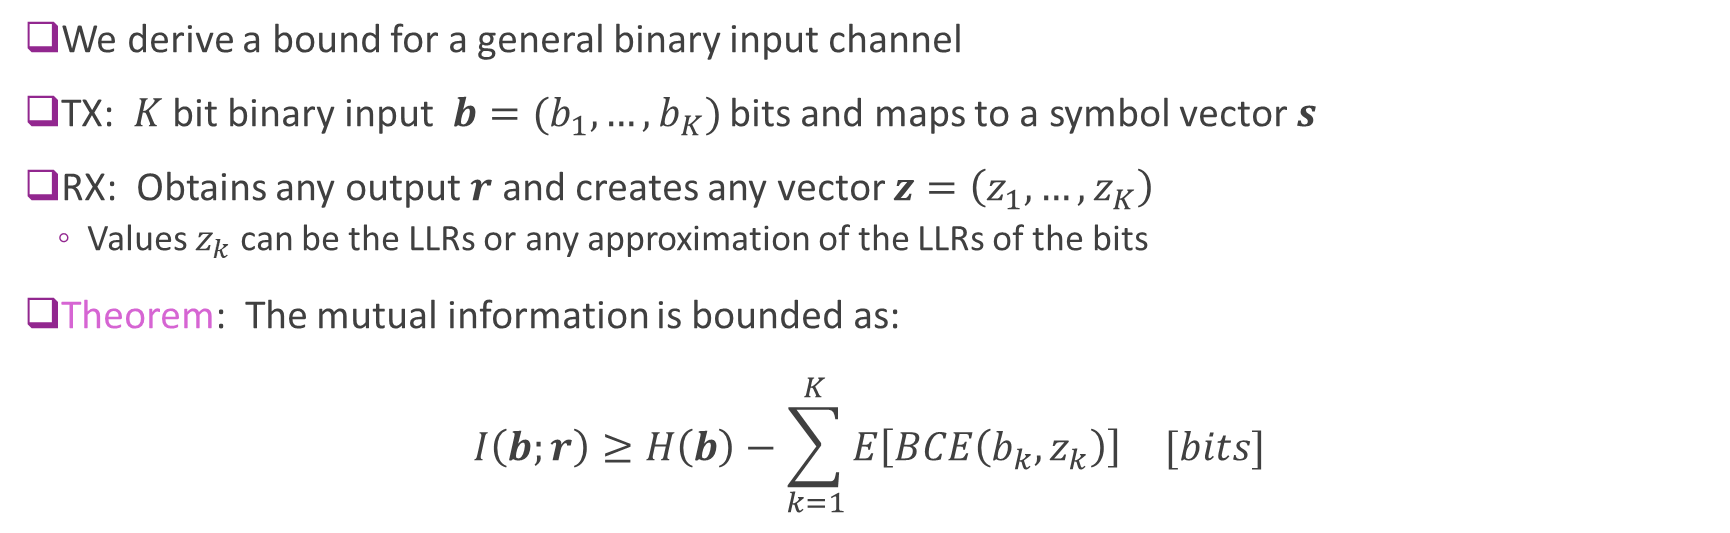 ❑We derive a bound for a general binary input channel
❑TX: K bit binary input b = (b₁, … , b_K) bits and maps to a symbol vector s
❑RX: Obtains any output r and creates any vector z = (z₁, … , z_K)
◦ Values z_k can be the LLRs or any approximation of the LLRs of the bits
❑Theorem: The mutual information is bounded as:
I(b; r) ≥ H(b) − ∑_{k=1}^{K} E[BCE(b_k, z_k)] [bits]